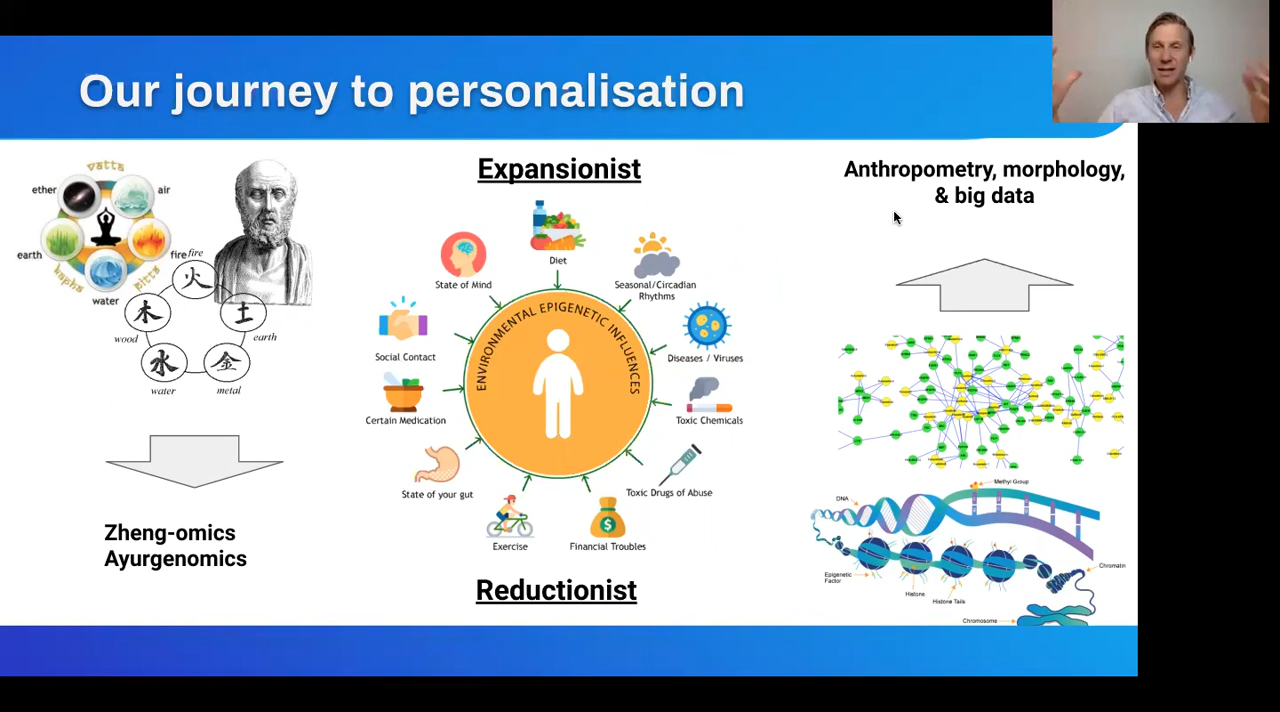 Our journey to personalisation
vatta
ether
air
earth
fire
kapha
pitta
water
fire
火
木
土
wood
earth
水
金
water
metal
Zheng-omics
Ayurgenomics
Expansionist
Diet
State of Mind
Seasonal/Circadian
Rhythms
Social Contact
Diseases / Viruses
ENVIRONMENTAL EPIGENETIC INFLUENCES
Certain Medication
Toxic Chemicals
State of your gut
Toxic Drugs of Abuse
Exercise
Financial Troubles
Reductionist
Anthropometry, morphology,
& big data
Methyl Group
DNA
Epigenetic
Factor
Histone
Histone Tails
Chromatin
Chromosome